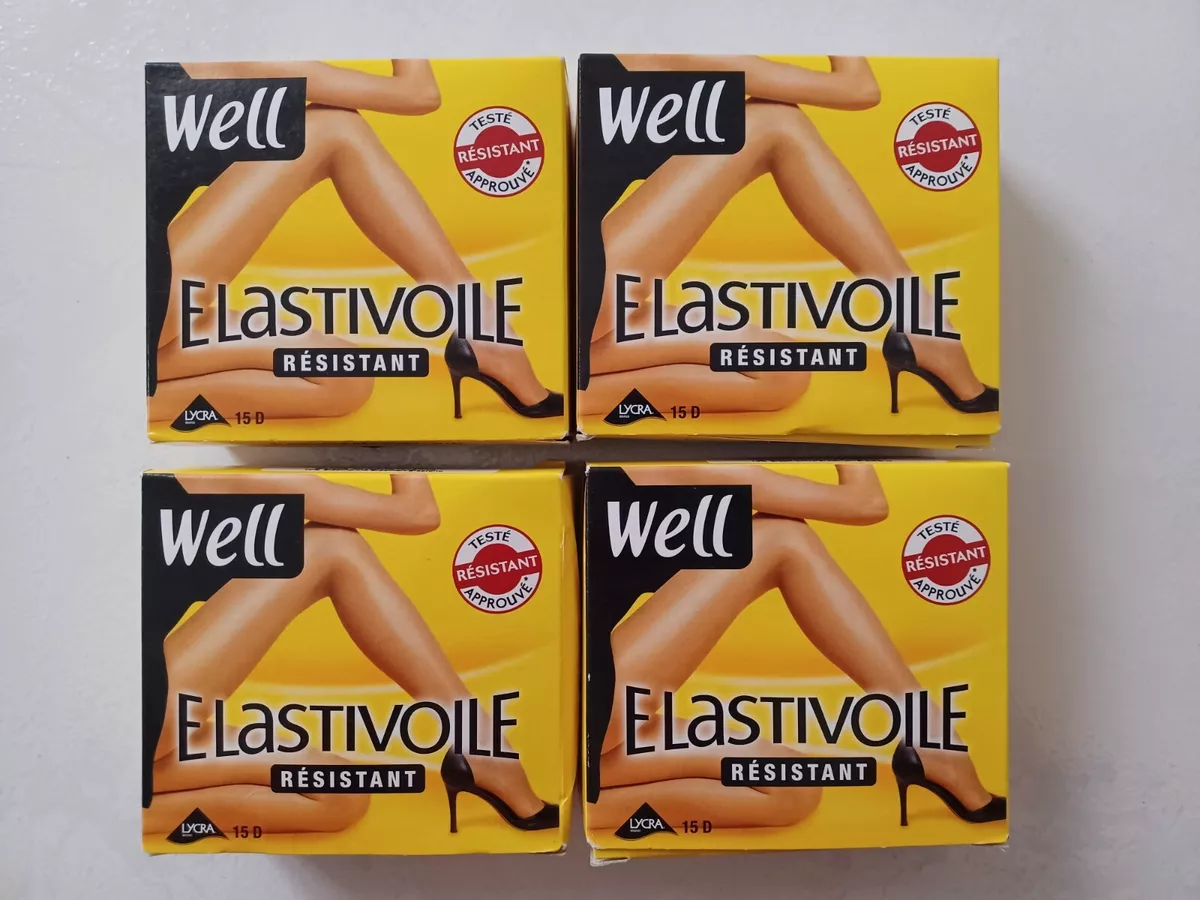 Well
TESTÉ
RÉSISTANT
APPROUVÉ*
ELASTIVOILE
RÉSISTANT
LYCRA
15 D
Well
TESTÉ
RÉSISTANT
APPROUVÉ*
ELASTIVOILE
RÉSISTANT
LYCRA
15 D
Well
TESTÉ
RÉSISTANT
APPROUVÉ*
ELASTIVOILE
RÉSISTANT
LYCRA
15 D
Well
TESTÉ
RÉSISTANT
APPROUVÉ*
ELASTIVOILE
RÉSISTANT
LYCRA
15 D